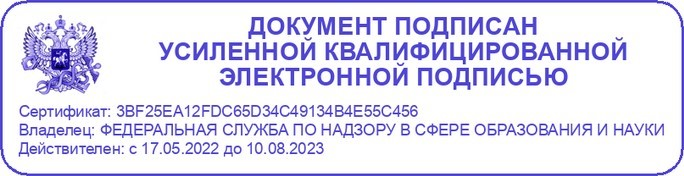 ДОКУМЕНТ ПОДПИСАН
УСИЛЕННОЙ КВАЛИФИЦИРОВАННОЙ
ЭЛЕКТРОННОЙ ПОДПИСЬЮ
Сертификат: 3BF25EA12FDC65D34C49134B4E55C456
Владелец: ФЕДЕРАЛЬНАЯ СЛУЖБА ПО НАДЗОРУ В СФЕРЕ ОБРАЗОВАНИЯ И НАУКИ
Действителен: с 17.05.2022 до 10.08.2023